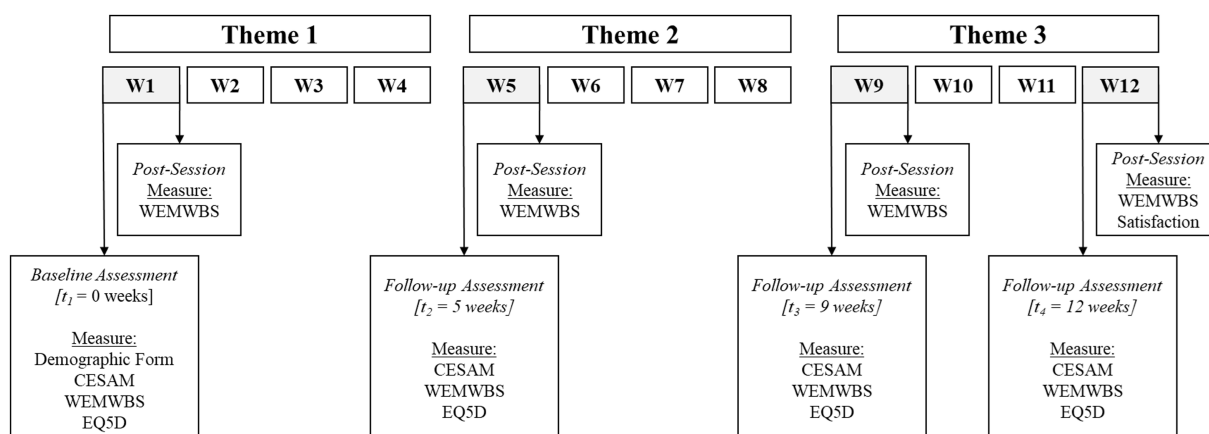 Theme 1
Theme 2
Theme 3
W1
W2
W3
W4
W5
W6
W7
W8
W9
W10
W11
W12
Post-Session
Measure:
WEMWBS
Post-Session
Measure:
WEMWBS
Post-Session
Measure:
WEMWBS
Post-Session
Measure:
WEMWBS
Satisfaction
Baseline Assessment
[t₁ = 0 weeks]
Measure:
Demographic Form
CESAM
WEMWBS
EQ5D
Follow-up Assessment
[t₂ = 5 weeks]
Measure:
CESAM
WEMWBS
EQ5D
Follow-up Assessment
[t₃ = 9 weeks]
Measure:
CESAM
WEMWBS
EQ5D
Follow-up Assessment
[t₄ = 12 weeks]
Measure:
CESAM
WEMWBS
EQ5D